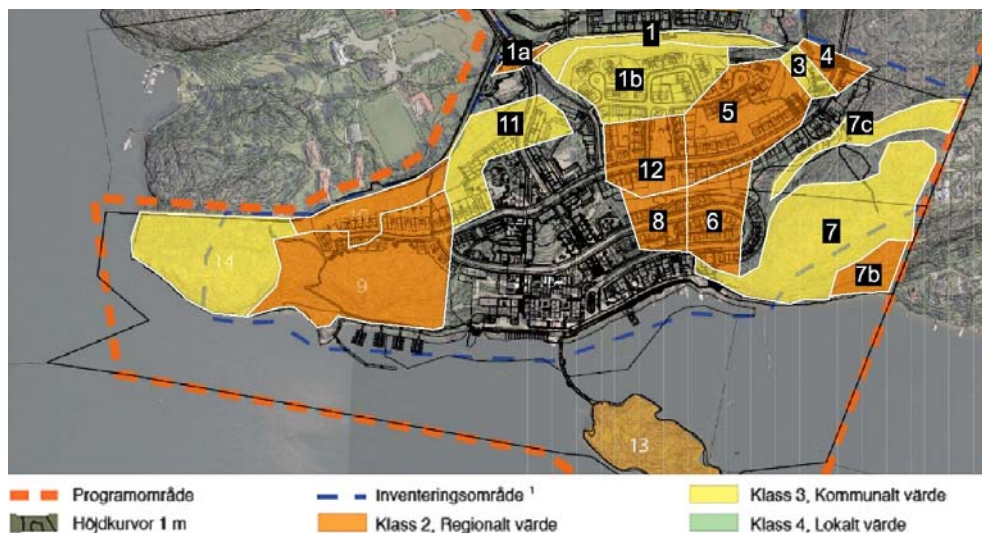 1
1a
4
3
1b
5
11
7c
12
8
6
7
14
9
7b
13
Programområde
Inventeringsområde ¹
Klass 3, Kommunalt värde
Höjdkurvor 1 m
Klass 2, Regionalt värde
Klass 4, Lokalt värde